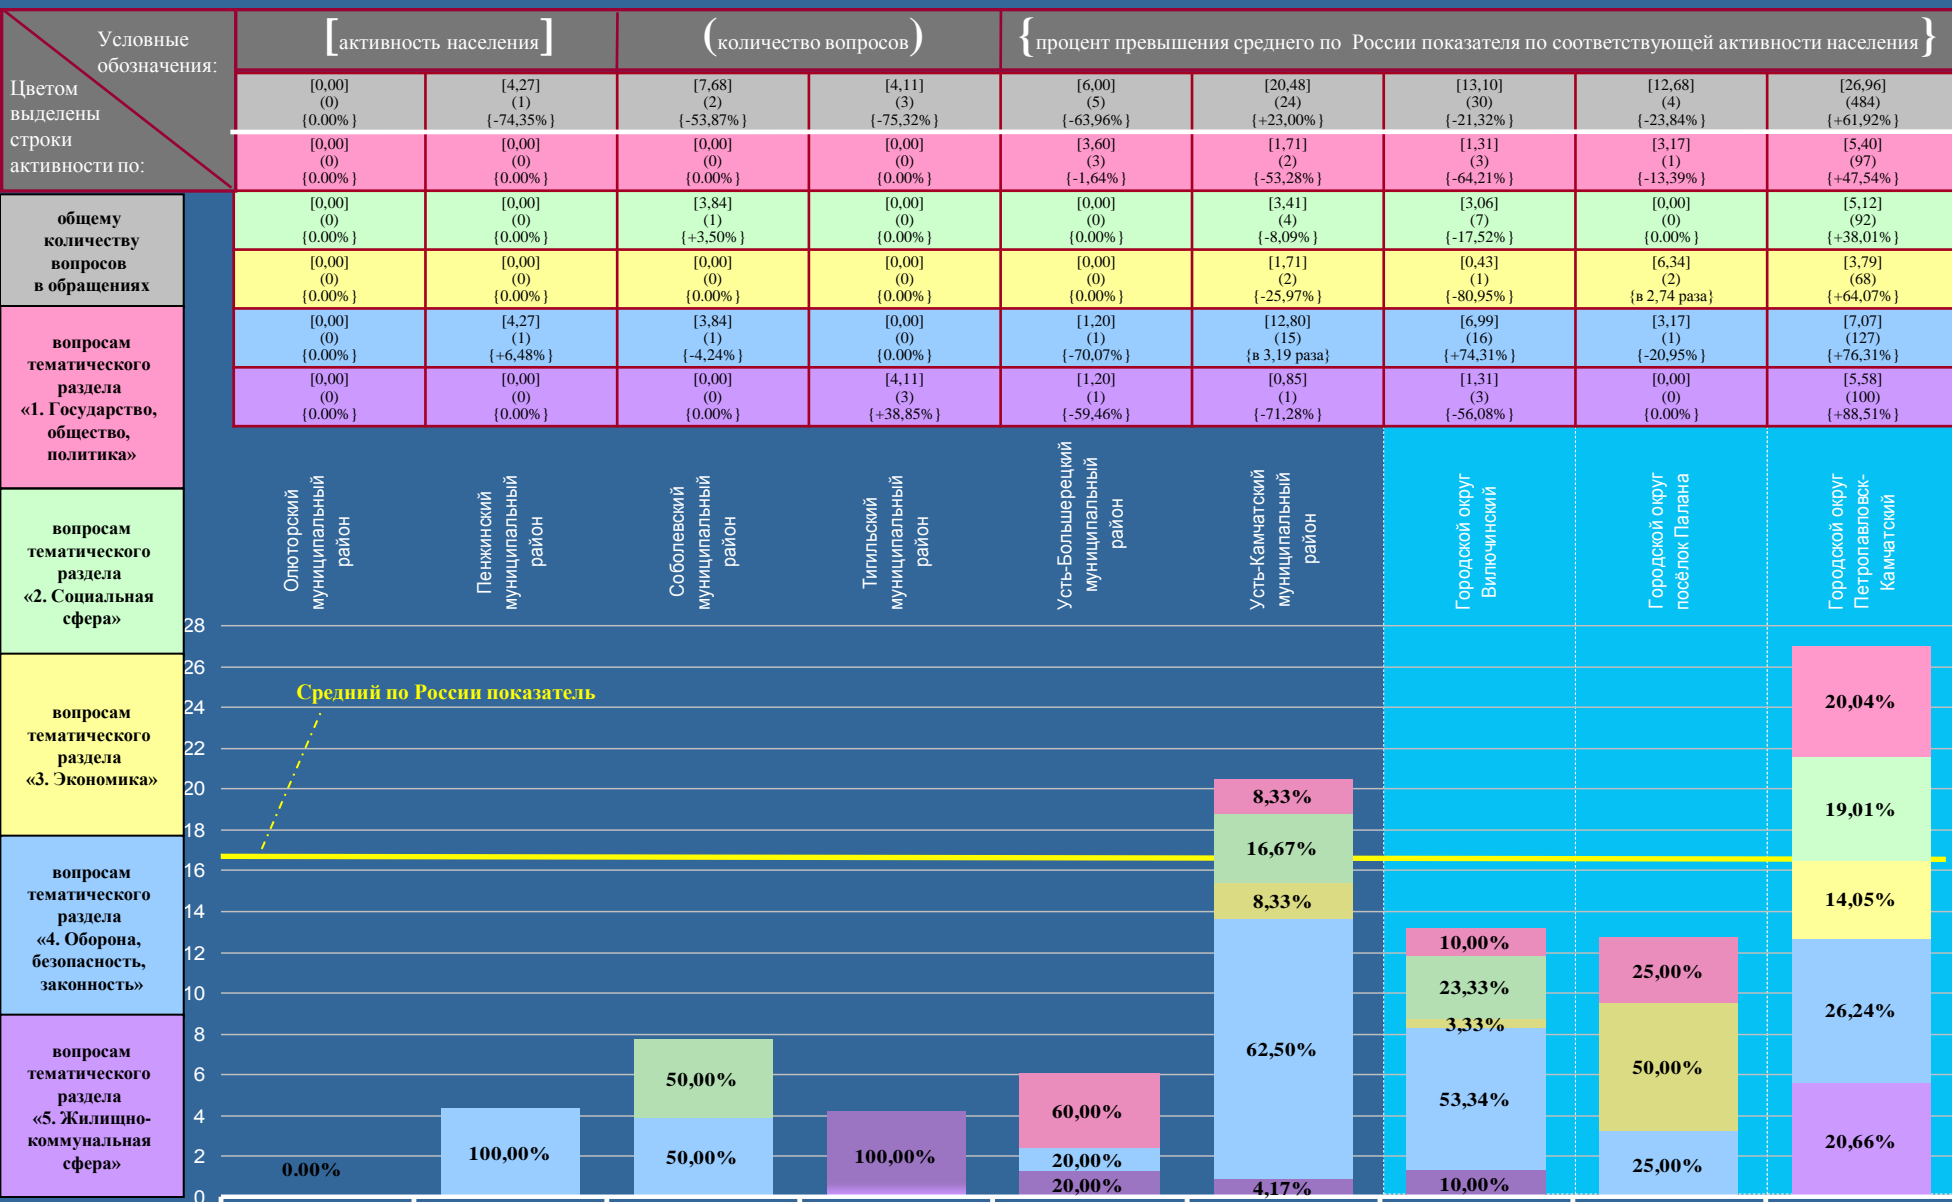 Условные
обозначения:
Цветом
выделены
строки
активности по:
[активность населения]
(количество вопросов)
{процент превышения среднего по России показателя по соответствующей активности населения}
[0,00] [4,27] [7,68] [4,11] [6,00] [20,48] [13,10] [12,68] [26,96]
(0) (1) (2) (3) (5) (24) (30) (4) (484)
{0.00%} {-74,35%} {-53,87%} {-75,32%} {-63,96%} {+23,00%} {-21,32%} {-23,84%} {+61,92%}
[0,00] [0,00] [0,00] [0,00] [3,60] [1,71] [1,31] [3,17] [5,40]
(0) (0) (0) (0) (3) (2) (3) (1) (97)
{0.00%} {0.00%} {0.00%} {0.00%} {-1,64%} {-53,28%} {-64,21%} {-13,39%} {+47,54%}
[0,00] [0,00] [3,84] [0,00] [0,00] [3,41] [3,06] [0,00] [5,12]
(0) (0) (1) (0) (0) (4) (7) (0) (92)
{0.00%} {0.00%} {+3,50%} {0.00%} {0.00%} {-8,09%} {-17,52%} {0.00%} {+38,01%}
[0,00] [0,00] [0,00] [0,00] [0,00] [1,71] [0,43] [6,34] [3,79]
(0) (0) (0) (0) (0) (2) (1) (2) (68)
{0.00%} {0.00%} {0.00%} {0.00%} {0.00%} {-25,97%} {-80,95%} {в 2,74 раза} {+64,07%}
[0,00] [4,27] [3,84] [0,00] [1,20] [12,80] [6,99] [3,17] [7,07]
(0) (1) (1) (0) (1) (15) (16) (1) (127)
{0.00%} {+6,48%} {-4,24%} {0.00%} {-70,07%} {в 3,19 раза} {+74,31%} {-20,95%} {+76,31%}
[0,00] [0,00] [0,00] [4,11] [1,20] [0,85] [1,31] [0,00] [5,58]
(0) (0) (0) (3) (1) (1) (3) (0) (100)
{0.00%} {0.00%} {0.00%} {+38,85%} {-59,46%} {-71,28%} {-56,08%} {0.00%} {+88,51%}
общему
количеству
вопросов
в обращениях
вопросам
тематического
раздела
«1. Государство,
общество,
политика»
вопросам
тематического
раздела
«2. Социальная
сфера»
вопросам
тематического
раздела
«3. Экономика»
вопросам
тематического
раздела
«4. Оборона,
безопасность,
законность»
вопросам
тематического
раздела
«5. Жилищно-
коммунальная
сфера»
Олюторский
муниципальный
район
Пенжинский
муниципальный
район
Соболевский
муниципальный
район
Тигильский
муниципальный
район
Усть-Большерецкий
муниципальный
район
Усть-Камчатский
муниципальный
район
Городской округ
Вилючинский
Городской округ
посёлок Палана
Городской округ
Петропавловск-
Камчатский
28
26
24
22
20
18
16
14
12
10
8
6
4
2
0
Средний по России показатель
0.00%
100,00%
50,00%
50,00%
100,00%
60,00%
20,00%
20,00%
8,33%
16,67%
8,33%
62,50%
4,17%
10,00%
23,33%
3,33%
53,34%
10,00%
25,00%
50,00%
25,00%
20,04%
19,01%
14,05%
26,24%
20,66%